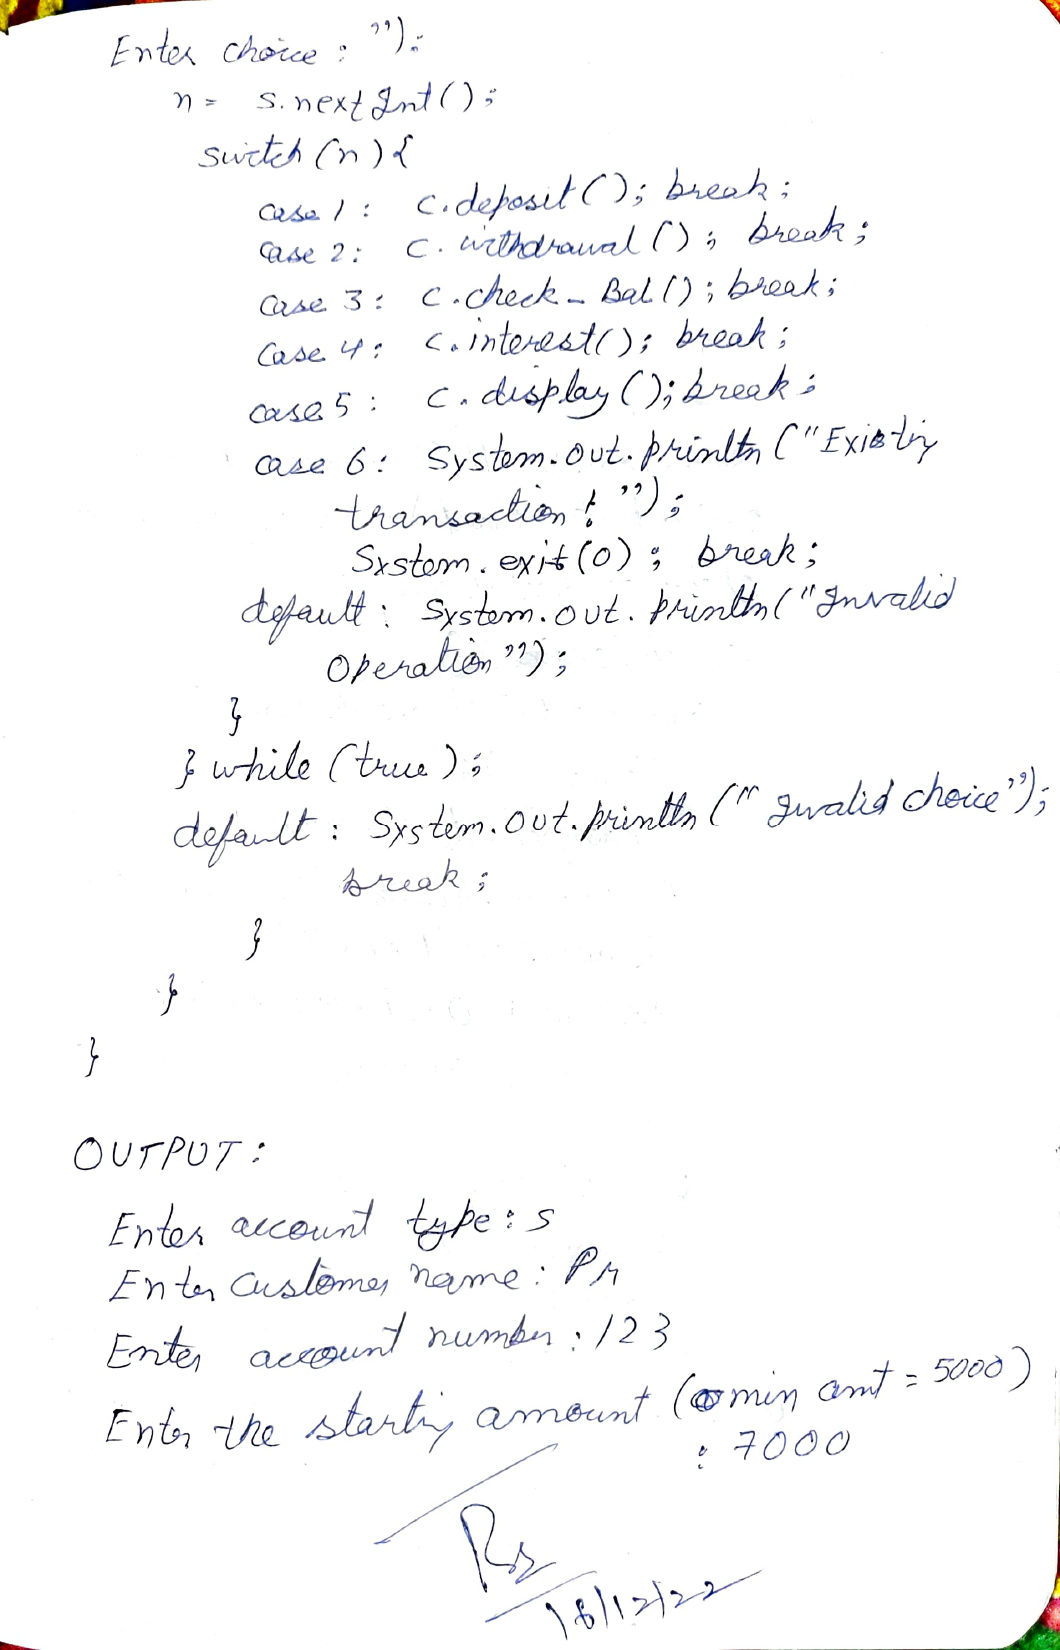 Enter choice : ");
n = s.nextInt();
switch(n){
case 1 : c.deposit(); break;
case 2 : c.withdrawal(); break;
case 3 : c.check_Bal(); break;
case 4 : c.interest(); break;
case 5 : c.display(); break;
case 6 : System.out.println("Existing
transaction! ");
System.exit(0); break;
default : System.out.println("Invalid
Operation");
}
} while (true);
default : System.out.println("Invalid choice");
break;
}
}
}
OUTPUT :
Enter account type : s
Enter Customer name : Pr
Enter account number : 123
Enter the starting amount (min amt = 5000)
: 7000
18/12/22